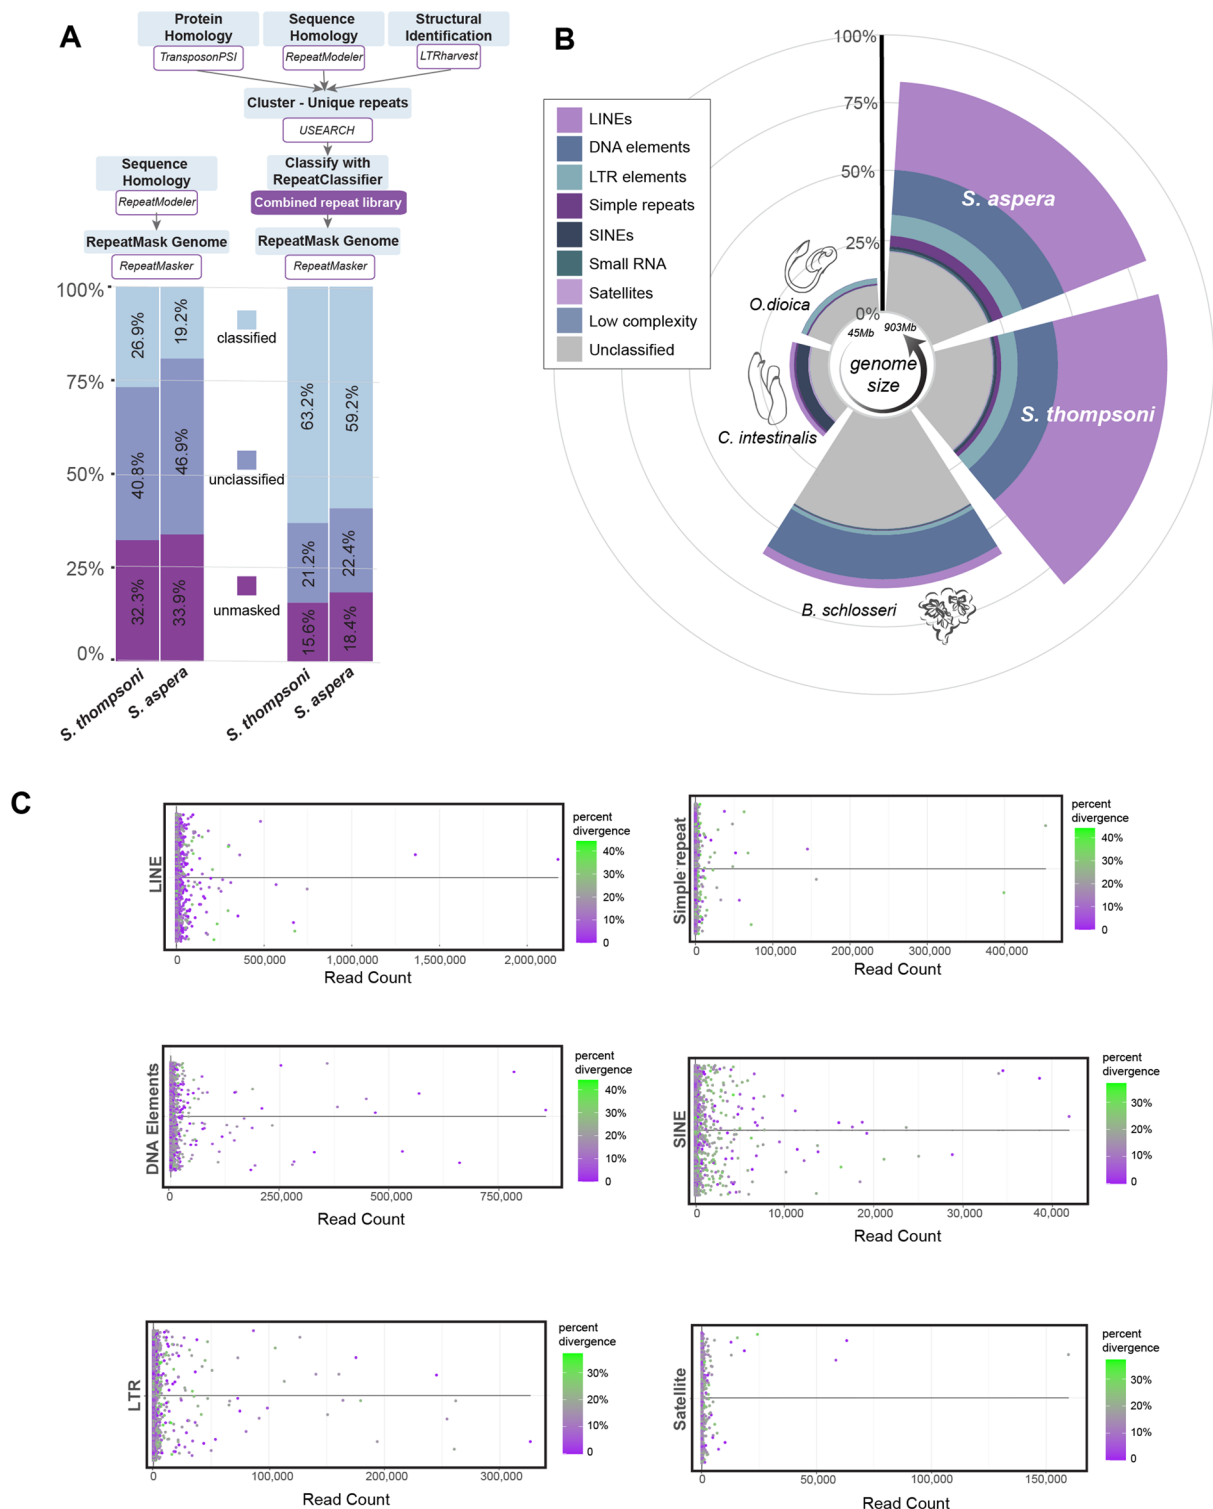 A
Protein
Homology
TransposonPSI
Sequence
Homology
RepeatModeler
Structural
Identification
LTRharvest
Cluster - Unique repeats
USEARCH
Classify with
RepeatClassifier
Combined repeat library
RepeatMask Genome
RepeatMasker
Sequence
Homology
RepeatModeler
RepeatMask Genome
RepeatMasker
100%
75%
50%
25%
0%
26.9%
40.8%
32.3%
19.2%
46.9%
33.9%
classified
unclassified
unmasked
63.2%
21.2%
15.6%
59.2%
22.4%
18.4%
S. thompsoni
S. aspera
S. thompsoni
S. aspera
B
LINEs
DNA elements
LTR elements
Simple repeats
SINEs
Small RNA
Satellites
Low complexity
Unclassified
100%
75%
50%
25%
0%
S. aspera
S. thompsoni
B. schlosseri
C. intestinalis
O.dioica
45Mb
903Mb
genome
size
C
LINE
0
500,000
1,000,000
1,500,000
2,000,000
Read Count
percent
divergence
40%
30%
20%
10%
0
Simple repeat
0
100,000
200,000
300,000
400,000
Read Count
percent
divergence
40%
30%
20%
10%
0
DNA Elements
0
250,000
500,000
750,000
Read Count
percent
divergence
40%
30%
20%
10%
0
SINE
0
10,000
20,000
30,000
40,000
Read Count
percent
divergence
30%
20%
10%
0
LTR
0
100,000
200,000
300,000
Read Count
percent
divergence
30%
20%
10%
0
Satellite
0
50,000
100,000
150,000
Read Count
percent
divergence
30%
20%
10%
0